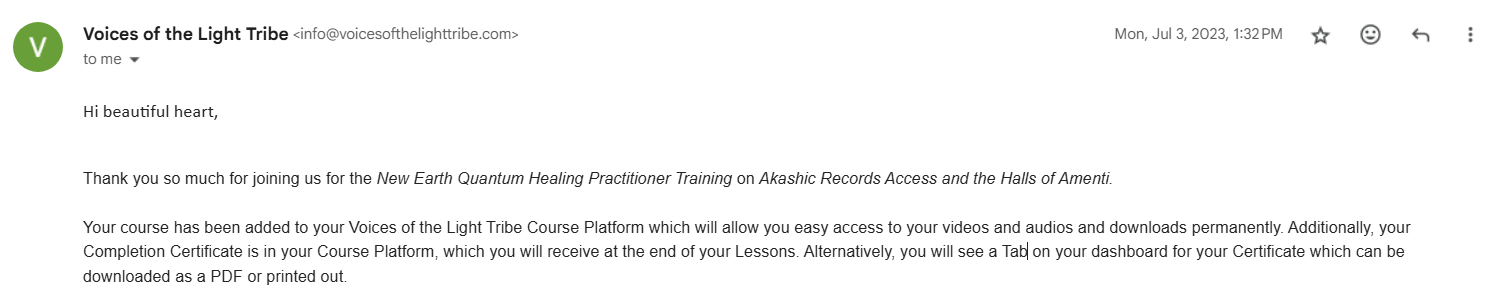 V
Voices of the Light Tribe <info@voicesofthelighttribe.com>
Mon, Jul 3, 2023, 1:32 PM
to me
Hi beautiful heart,
Thank you so much for joining us for the New Earth Quantum Healing Practitioner Training on Akashic Records Access and the Halls of Amenti.
Your course has been added to your Voices of the Light Tribe Course Platform which will allow you easy access to your videos and audios and downloads permanently. Additionally, your
Completion Certificate is in your Course Platform, which you will receive at the end of your Lessons. Alternatively, you will see a Tab on your dashboard for your Certificate which can be
downloaded as a PDF or printed out.